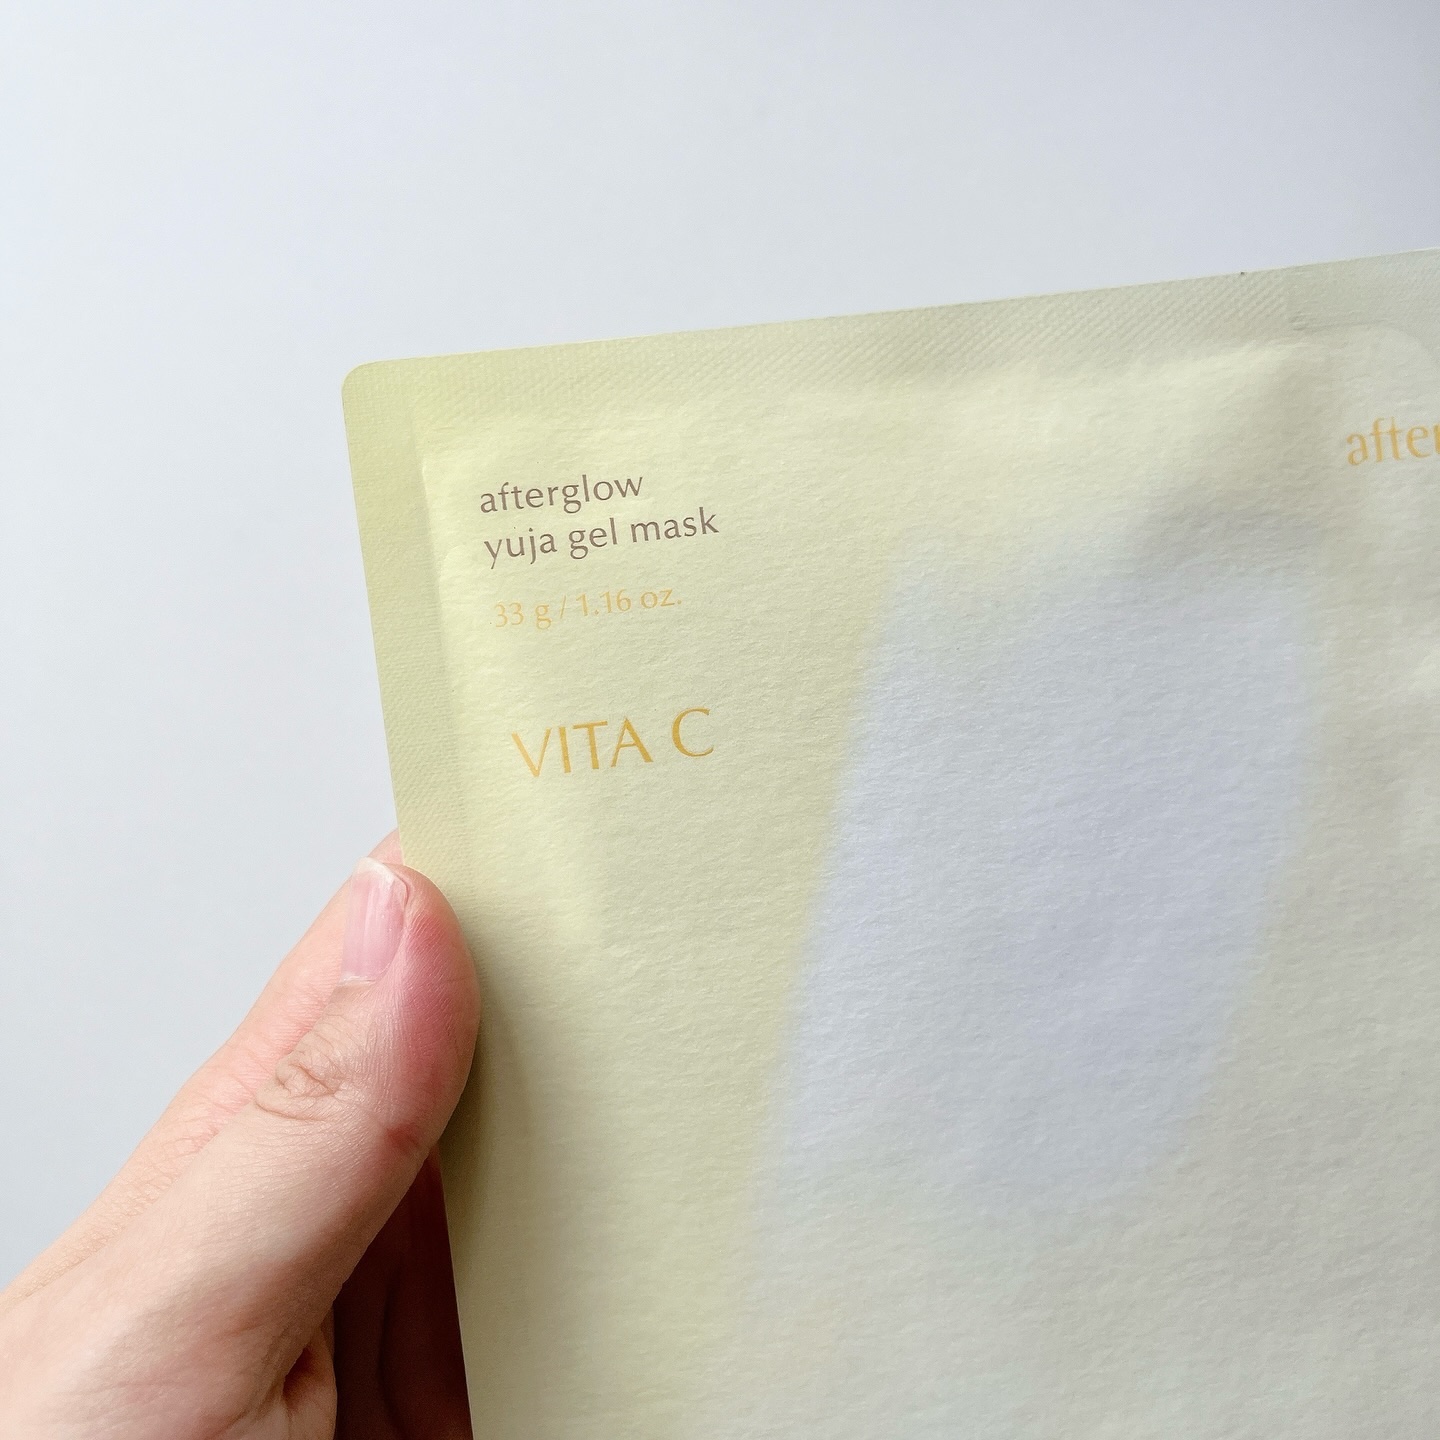 afterglow
yuja gel mask
33 g / 1.16 oz.
VITA C